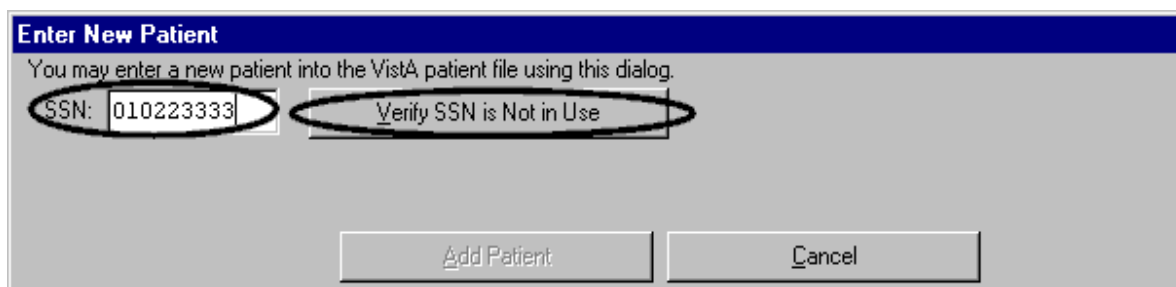 Enter New Patient
You may enter a new patient into the VistA patient file using this dialog.
SSN: 010223333 Verify SSN is Not in Use
Add Patient Cancel